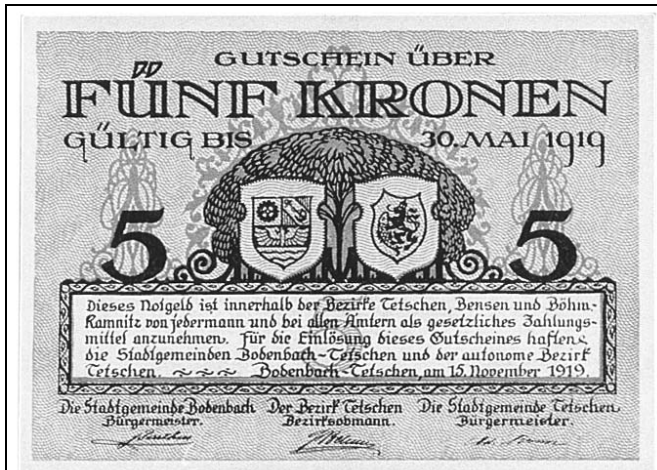 GUTSCHEIN ÜBER
FÜNF KRONEN
GÜLTIG BIS 30. MAI 1919
5 5
Dieses Notgeld ist innerhalb der Bezirke Tetschen, Bensen und Böhm.-
Kamnitz von jedermann und bei allen Ämtern als gesetzliches Zahlungs-
mittel anzunehmen. Für die Einlösung dieses Gutscheines haften
die Stadtgemeinden Bodenbach-Tetschen und der autonome Bezirk
Tetschen. ~ ~ ~ Bodenbach-Tetschen, am 15. November 1919.
Die Stadtgemeinde Bodenbach Der Bezirk Tetschen Die Stadtgemeinde Tetschen
Bürgermeister. Bezirksobmann. Bürgermeister.